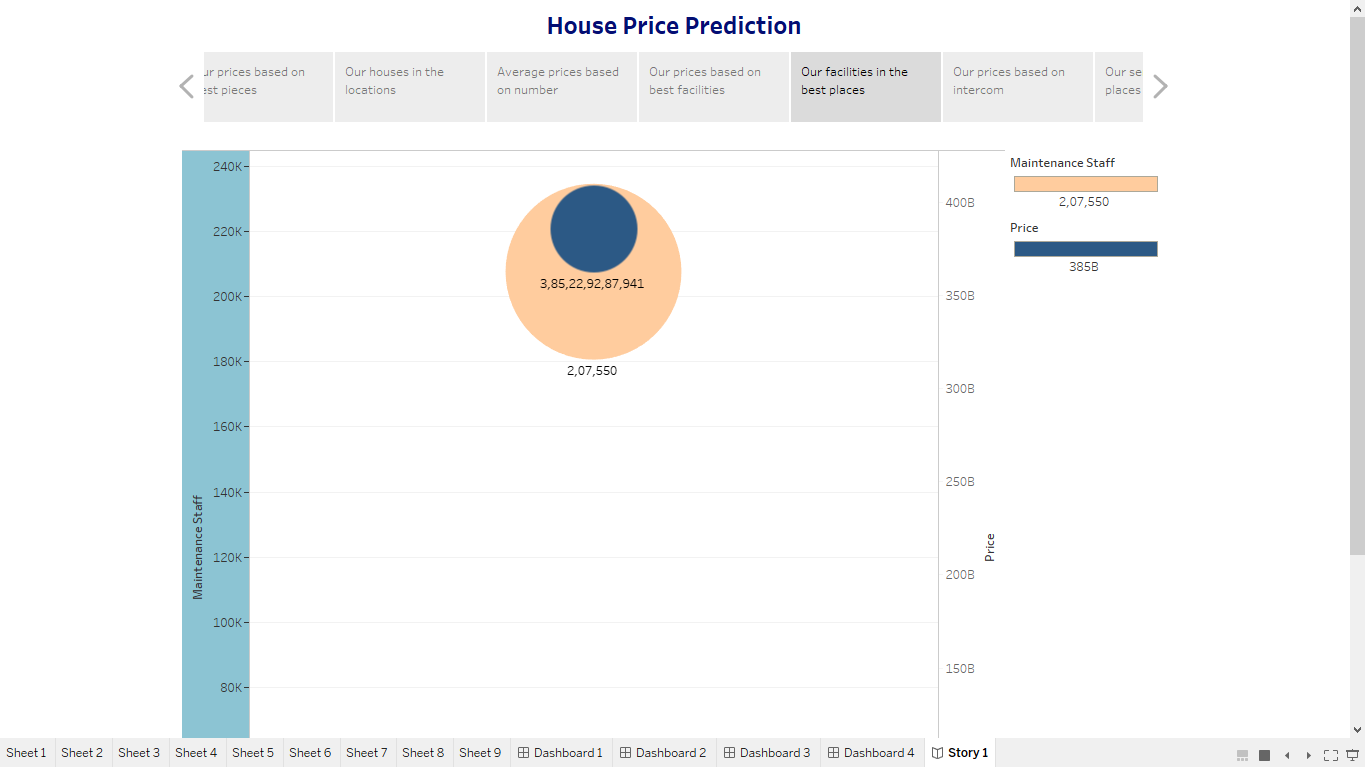 House Price Prediction
ur prices based on
est pieces
Our houses in the
locations
Average prices based
on number
Our prices based on
best facilities
Our facilities in the
best places
Our prices based on
intercom
Our se
places
240K
220K
200K
180K
160K
140K
120K
100K
80K
Maintenance Staff
3,85,22,92,87,941
2,07,550
400B
350B
300B
250B
200B
150B
Price
Maintenance Staff
2,07,550
Price
385B
Sheet 1 Sheet 2 Sheet 3 Sheet 4 Sheet 5 Sheet 6 Sheet 7 Sheet 8 Sheet 9 Dashboard 1 Dashboard 2 Dashboard 3 Dashboard 4 Story 1